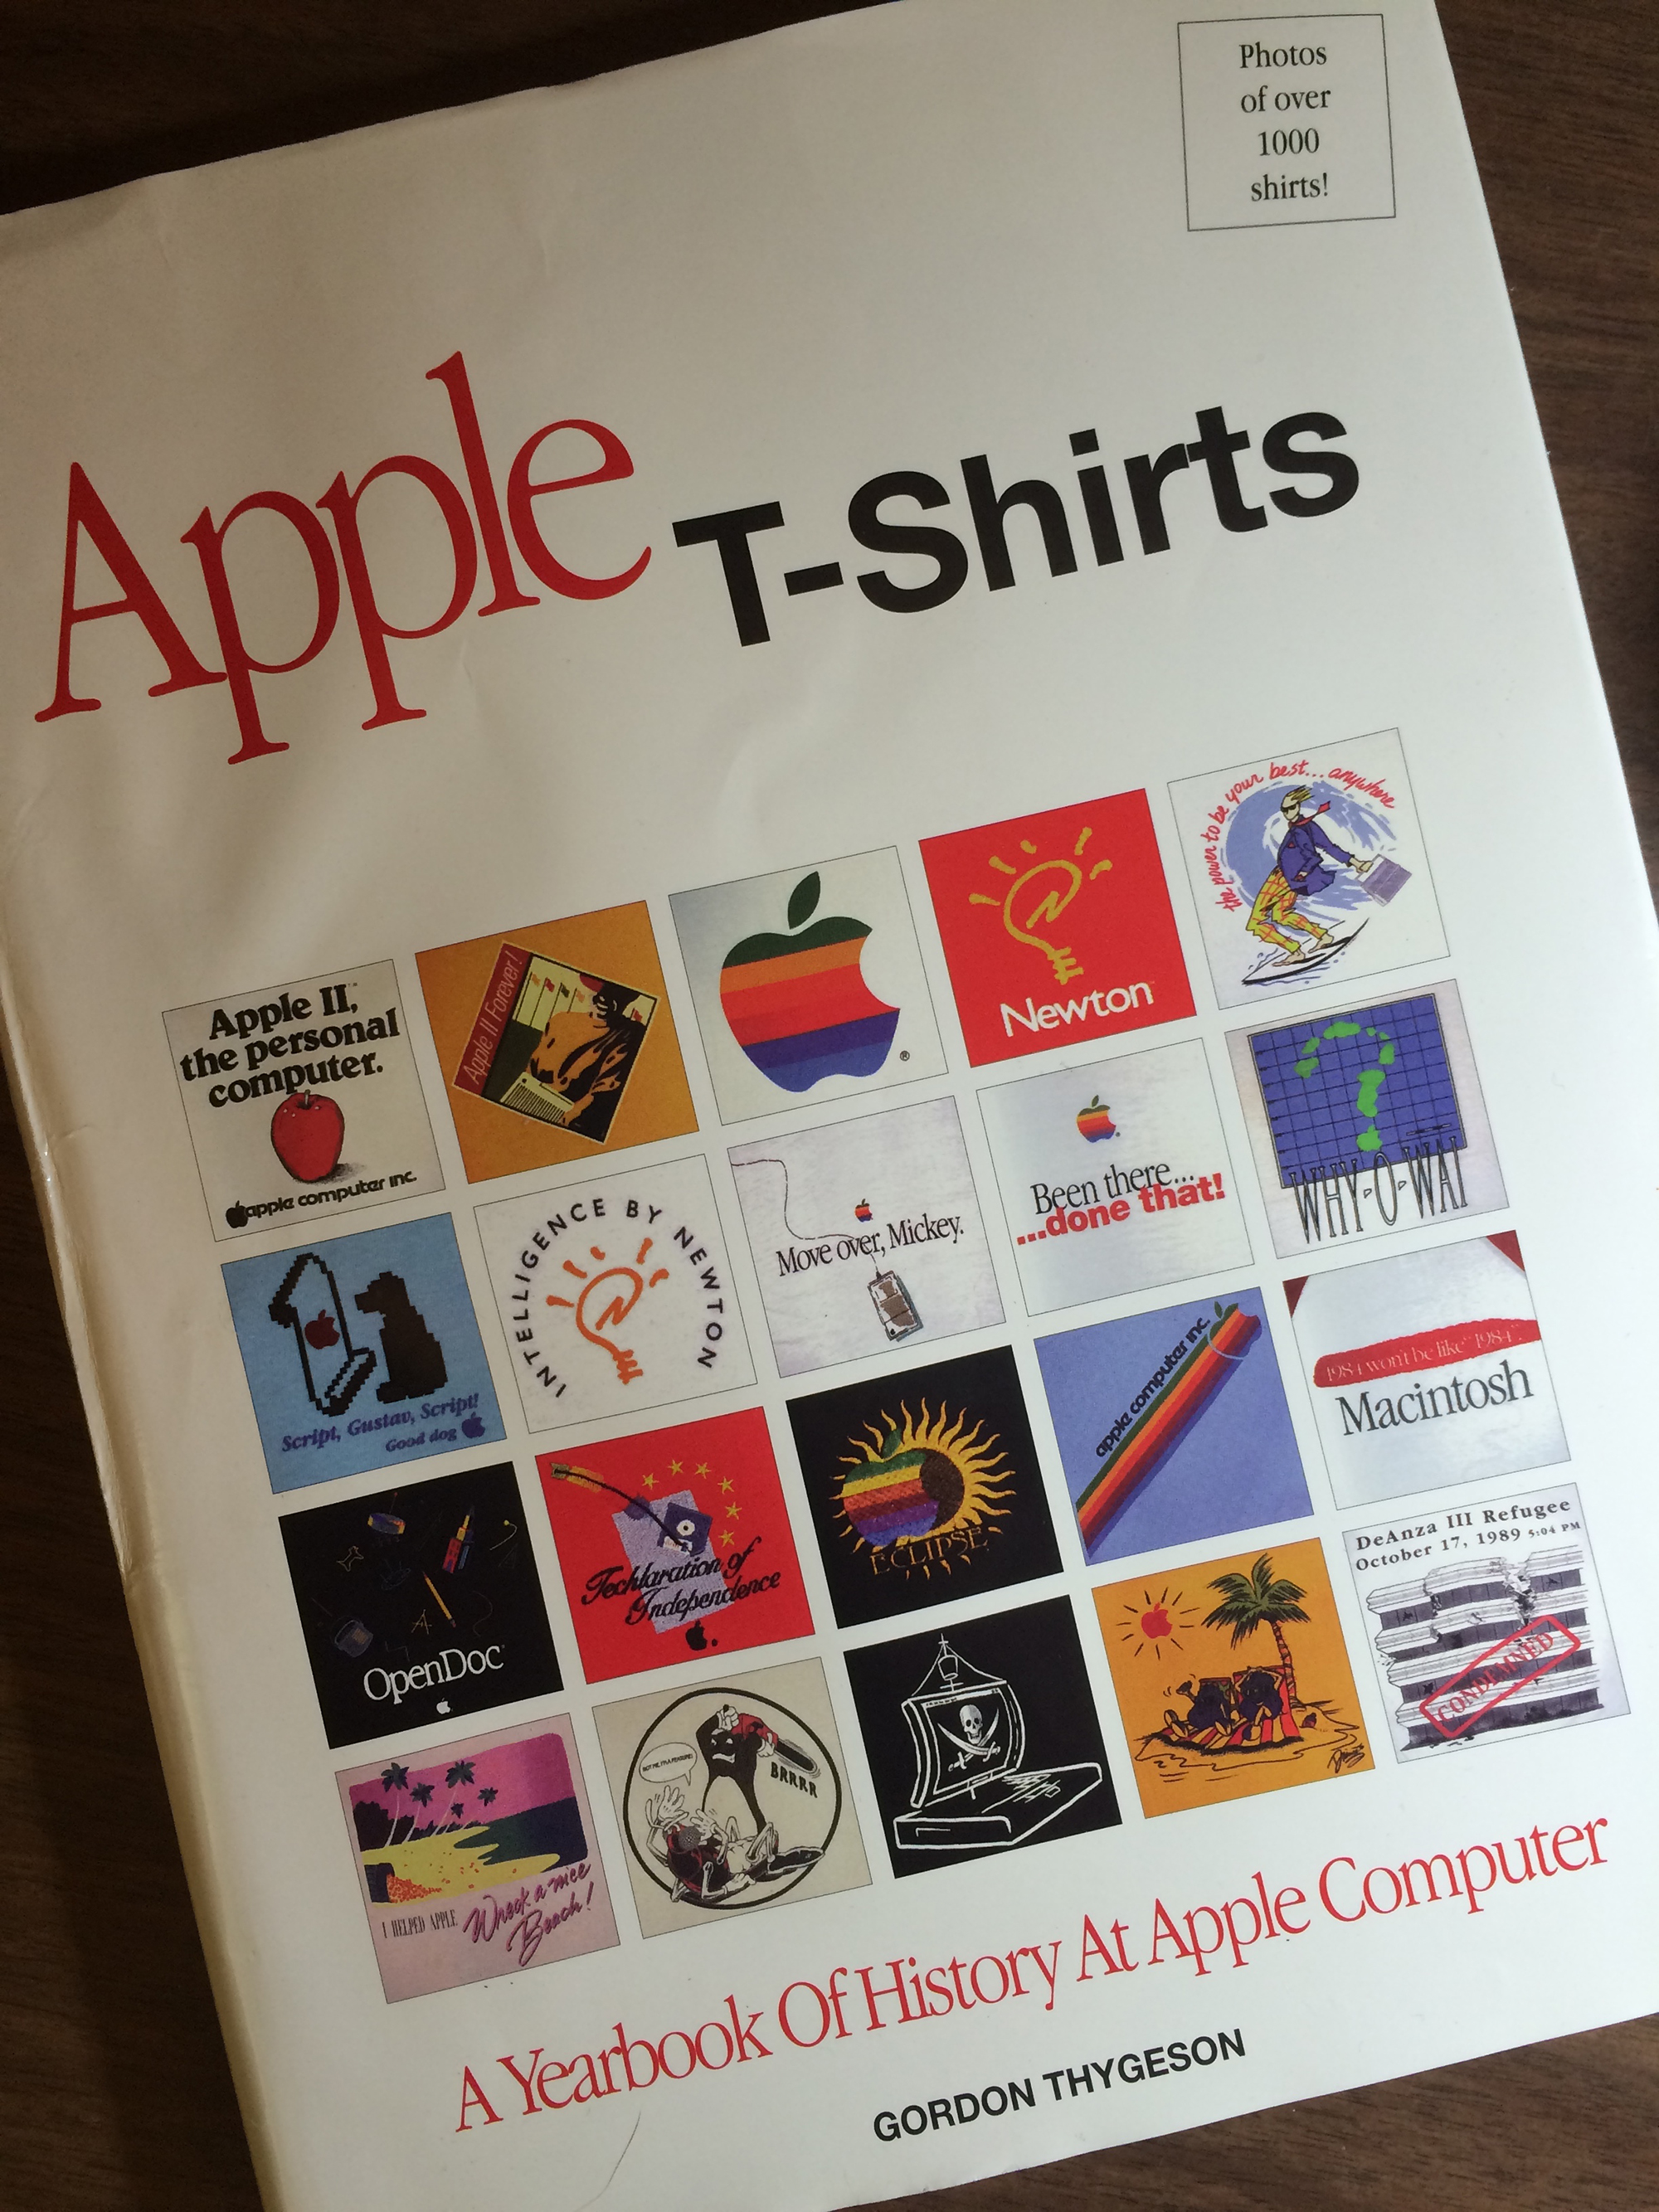 Photos
of over
1000
shirts!
Apple T-Shirts
Apple II,
the personal
computer.
apple computer inc.
Apple II Forever!
®
Newton
the power to be your best... anywhere
Script, Gustav, Script!
Good dog
INTELLIGENCE BY NEWTON
Move over, Mickey.
Been there...
...done that!
WHY-O-WAI
OpenDoc
Techlaration of
Independence
ECLIPSE
apple computer inc.
1984 won't be like "1984".
Macintosh
I HELPED APPLE
Wreck a nice
Beach!
NOT ME, I'M A FEATURE!
BRRRR
DeAnza III Refugee
October 17, 1989 5:04 PM
CONDEMNED
A Yearbook Of History At Apple Computer
GORDON THYGESON